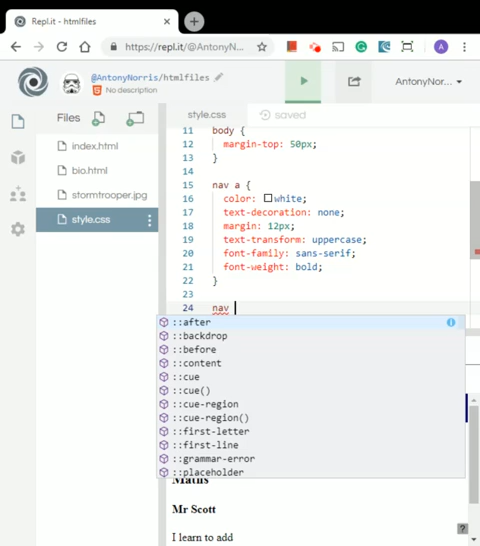 Repl.it - htmlfiles
https://repl.it/@AntonyN...
A
@AntonyNorris/htmlfiles
No description
AntonyNor...
Files
style.css
saved
index.html
bio.html
stormtrooper.jpg
style.css
11 body {
12 margin-top: 50px;
13 }
14
15 nav a {
16 color: white;
17 text-decoration: none;
18 margin: 12px;
19 text-transform: uppercase;
20 font-family: sans-serif;
21 font-weight: bold;
22 }
23
24 nav
::after
::backdrop
::before
::content
::cue
::cue()
::cue-region
::cue-region()
::first-letter
::first-line
::grammar-error
::placeholder
Maths
Mr Scott
I learn to add
?